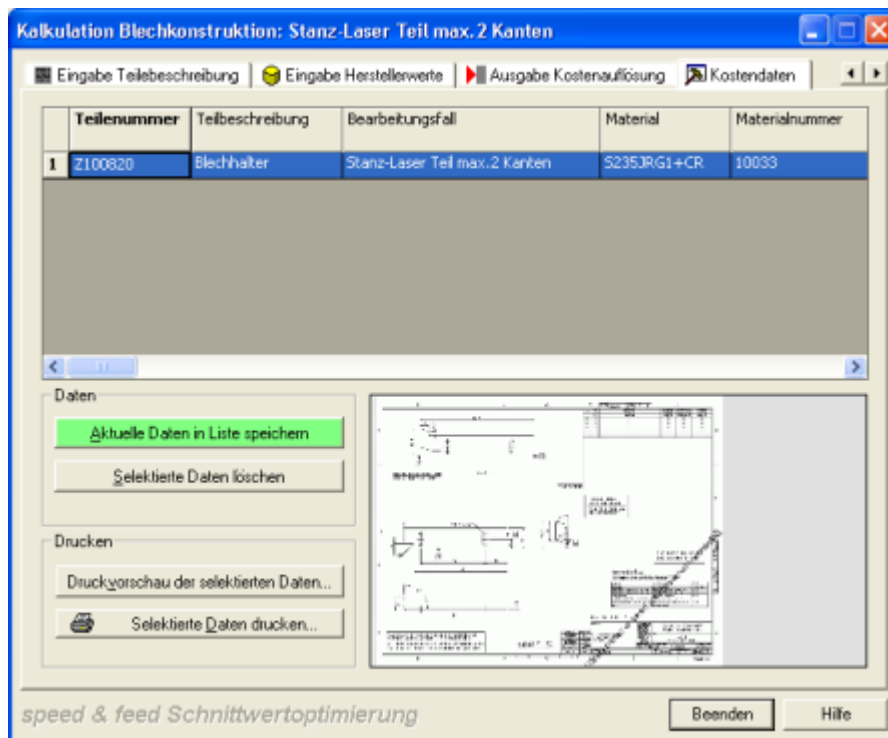 Kalkulation Blechkonstruktion: Stanz-Laser Teil max. 2 Kanten
Eingabe Teilebeschreibung Eingabe Herstellerwerte Ausgabe Kostenauflösung Kostendaten
Teilenummer Teilbeschreibung Bearbeitungsfall Material Materialnummer
1 Z100820 Blechhalter Stanz-Laser Teil max.2 Kanten S235JRG1+CR 10033
Daten
Aktuelle Daten in Liste speichern
Selektierte Daten löschen
Drucken
Druckvorschau der selektierten Daten...
Selektierte Daten drucken...
speed & feed Schnittwertoptimierung
Beenden Hilfe